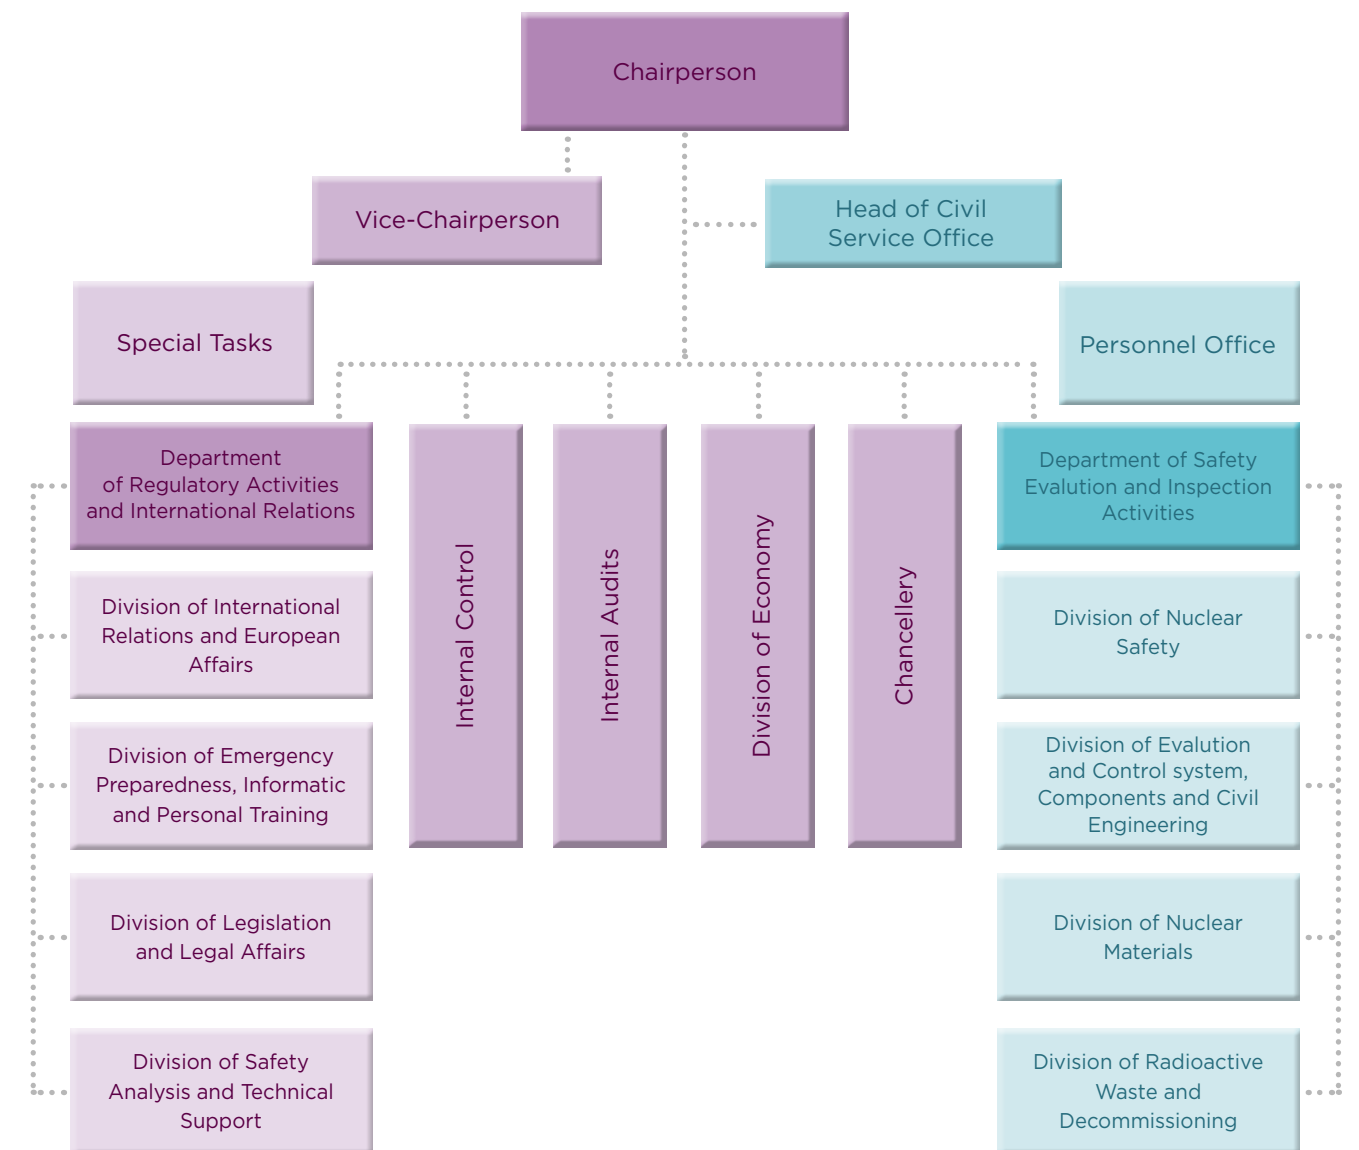 Chairperson
Vice-Chairperson
Head of Civil
Service Office
Special Tasks
Personnel Office
Department
of Regulatory Activities
and International Relations
Internal Control
Internal Audits
Division of Economy
Chancellery
Department of Safety
Evalution and Inspection
Activities
Division of International
Relations and European
Affairs
Division of Nuclear
Safety
Division of Emergency
Preparedness, Informatic
and Personal Training
Division of Evalution
and Control system,
Components and Civil
Engineering
Division of Legislation
and Legal Affairs
Division of Nuclear
Materials
Division of Safety
Analysis and Technical
Support
Division of Radioactive
Waste and
Decommissioning